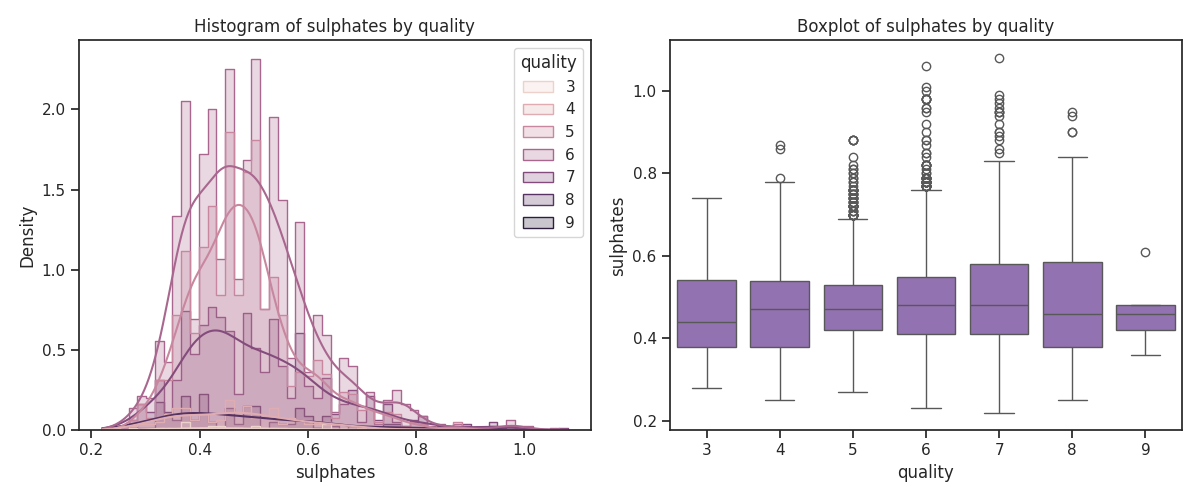 Histogram of sulphates by quality
Density
2.0
1.5
1.0
0.5
0.0
0.2 0.4 0.6 0.8 1.0
sulphates
quality
3
4
5
6
7
8
9
Boxplot of sulphates by quality
sulphates
1.0
0.8
0.6
0.4
0.2
3 4 5 6 7 8 9
quality